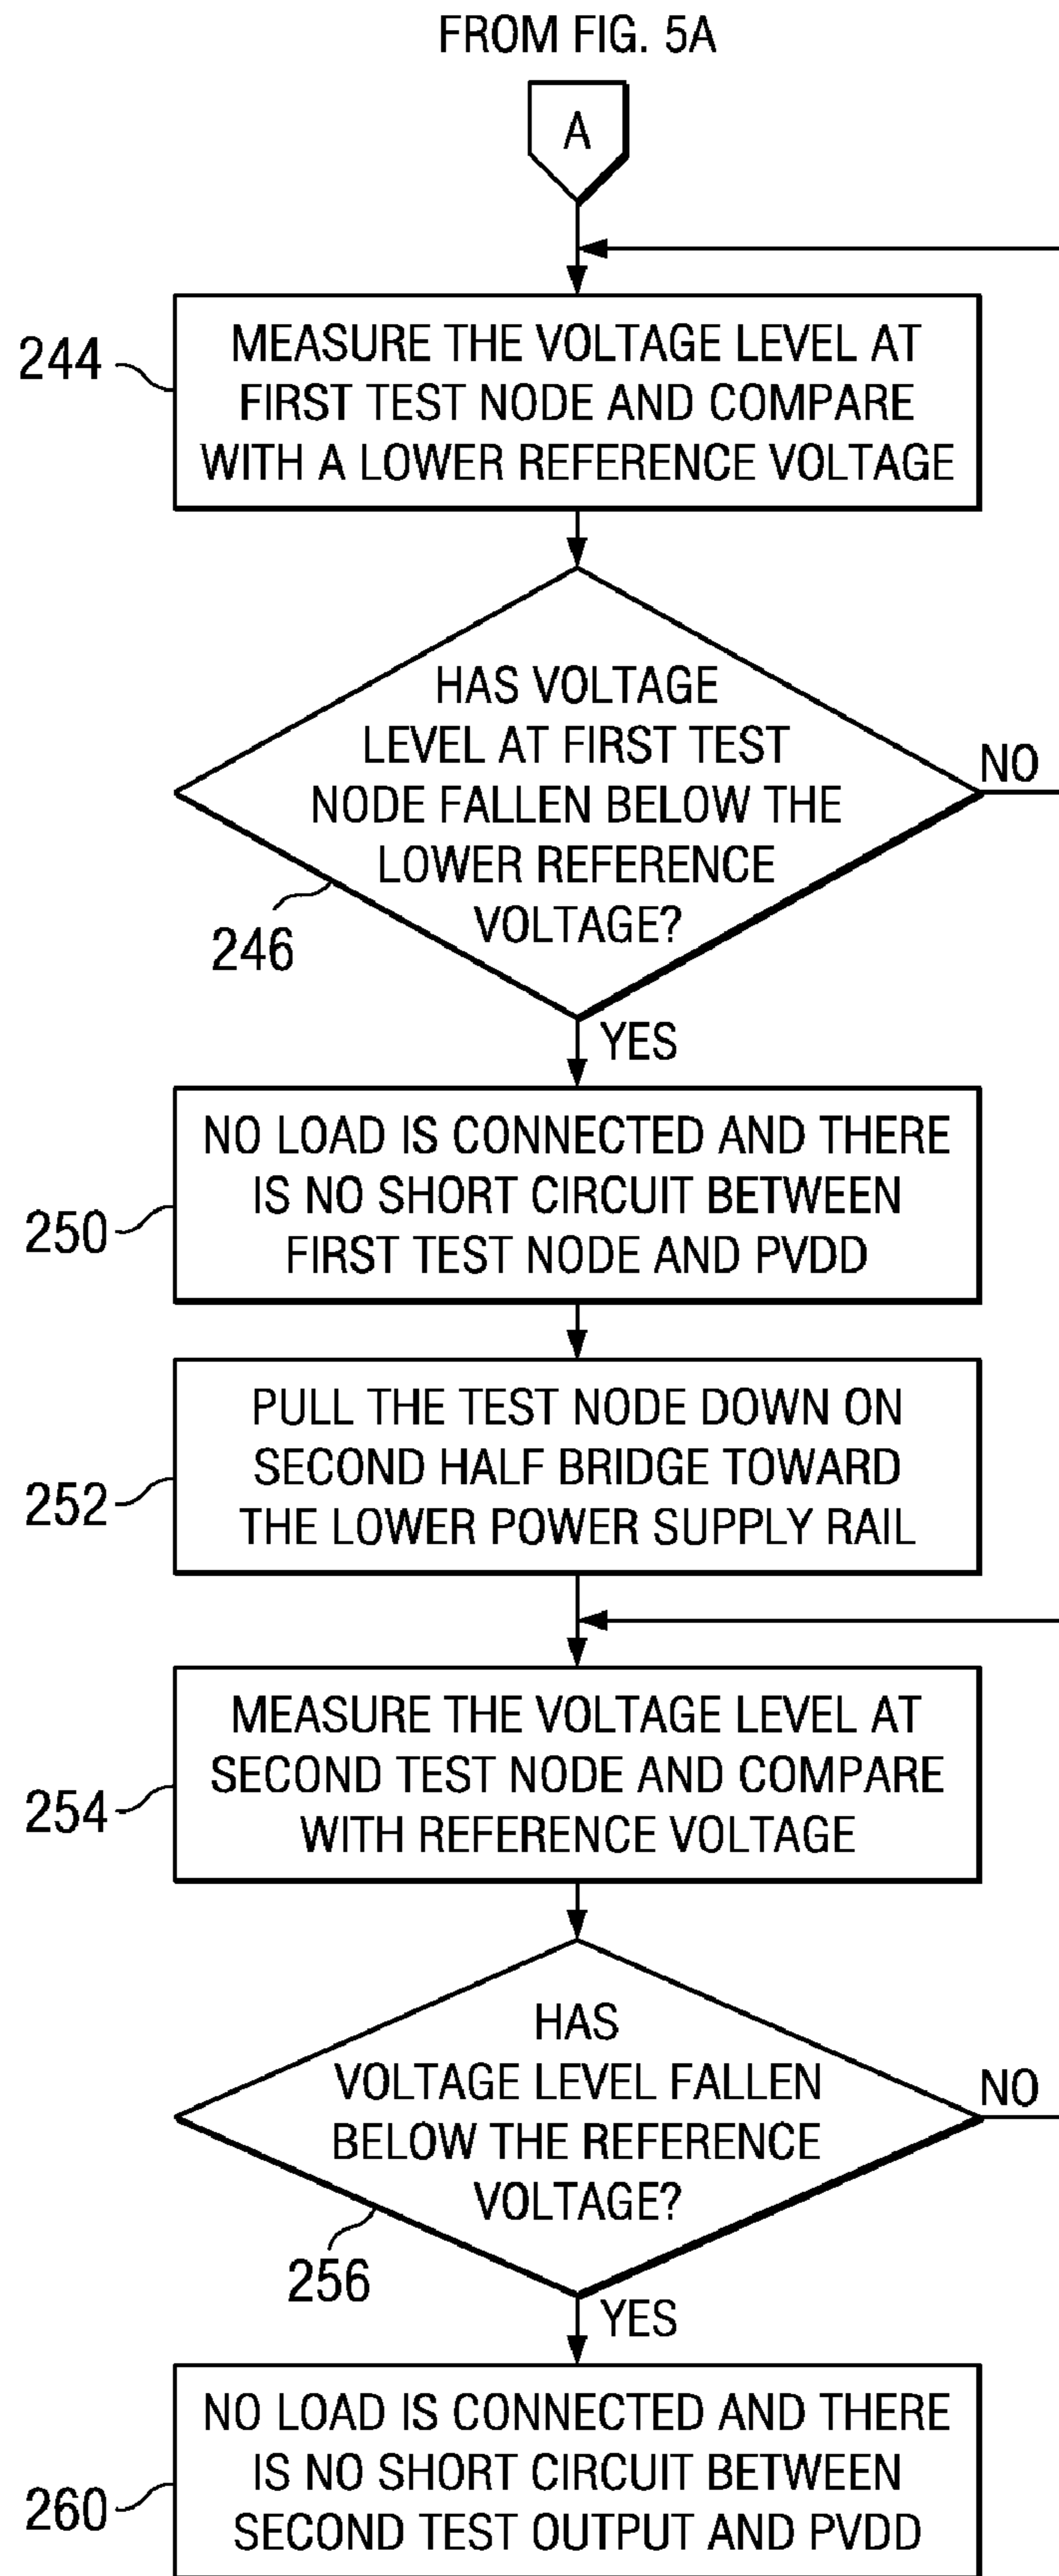 FROM FIG. 5A
A
244
MEASURE THE VOLTAGE LEVEL AT
FIRST TEST NODE AND COMPARE
WITH A LOWER REFERENCE VOLTAGE
HAS VOLTAGE
LEVEL AT FIRST TEST
NODE FALLEN BELOW THE
LOWER REFERENCE
VOLTAGE?
NO
246
YES
250
NO LOAD IS CONNECTED AND THERE
IS NO SHORT CIRCUIT BETWEEN
FIRST TEST NODE AND PVDD
252
PULL THE TEST NODE DOWN ON
SECOND HALF BRIDGE TOWARD
THE LOWER POWER SUPPLY RAIL
254
MEASURE THE VOLTAGE LEVEL AT
SECOND TEST NODE AND COMPARE
WITH REFERENCE VOLTAGE
HAS
VOLTAGE LEVEL FALLEN
BELOW THE REFERENCE
VOLTAGE?
NO
256
YES
260
NO LOAD IS CONNECTED AND THERE
IS NO SHORT CIRCUIT BETWEEN
SECOND TEST OUTPUT AND PVDD